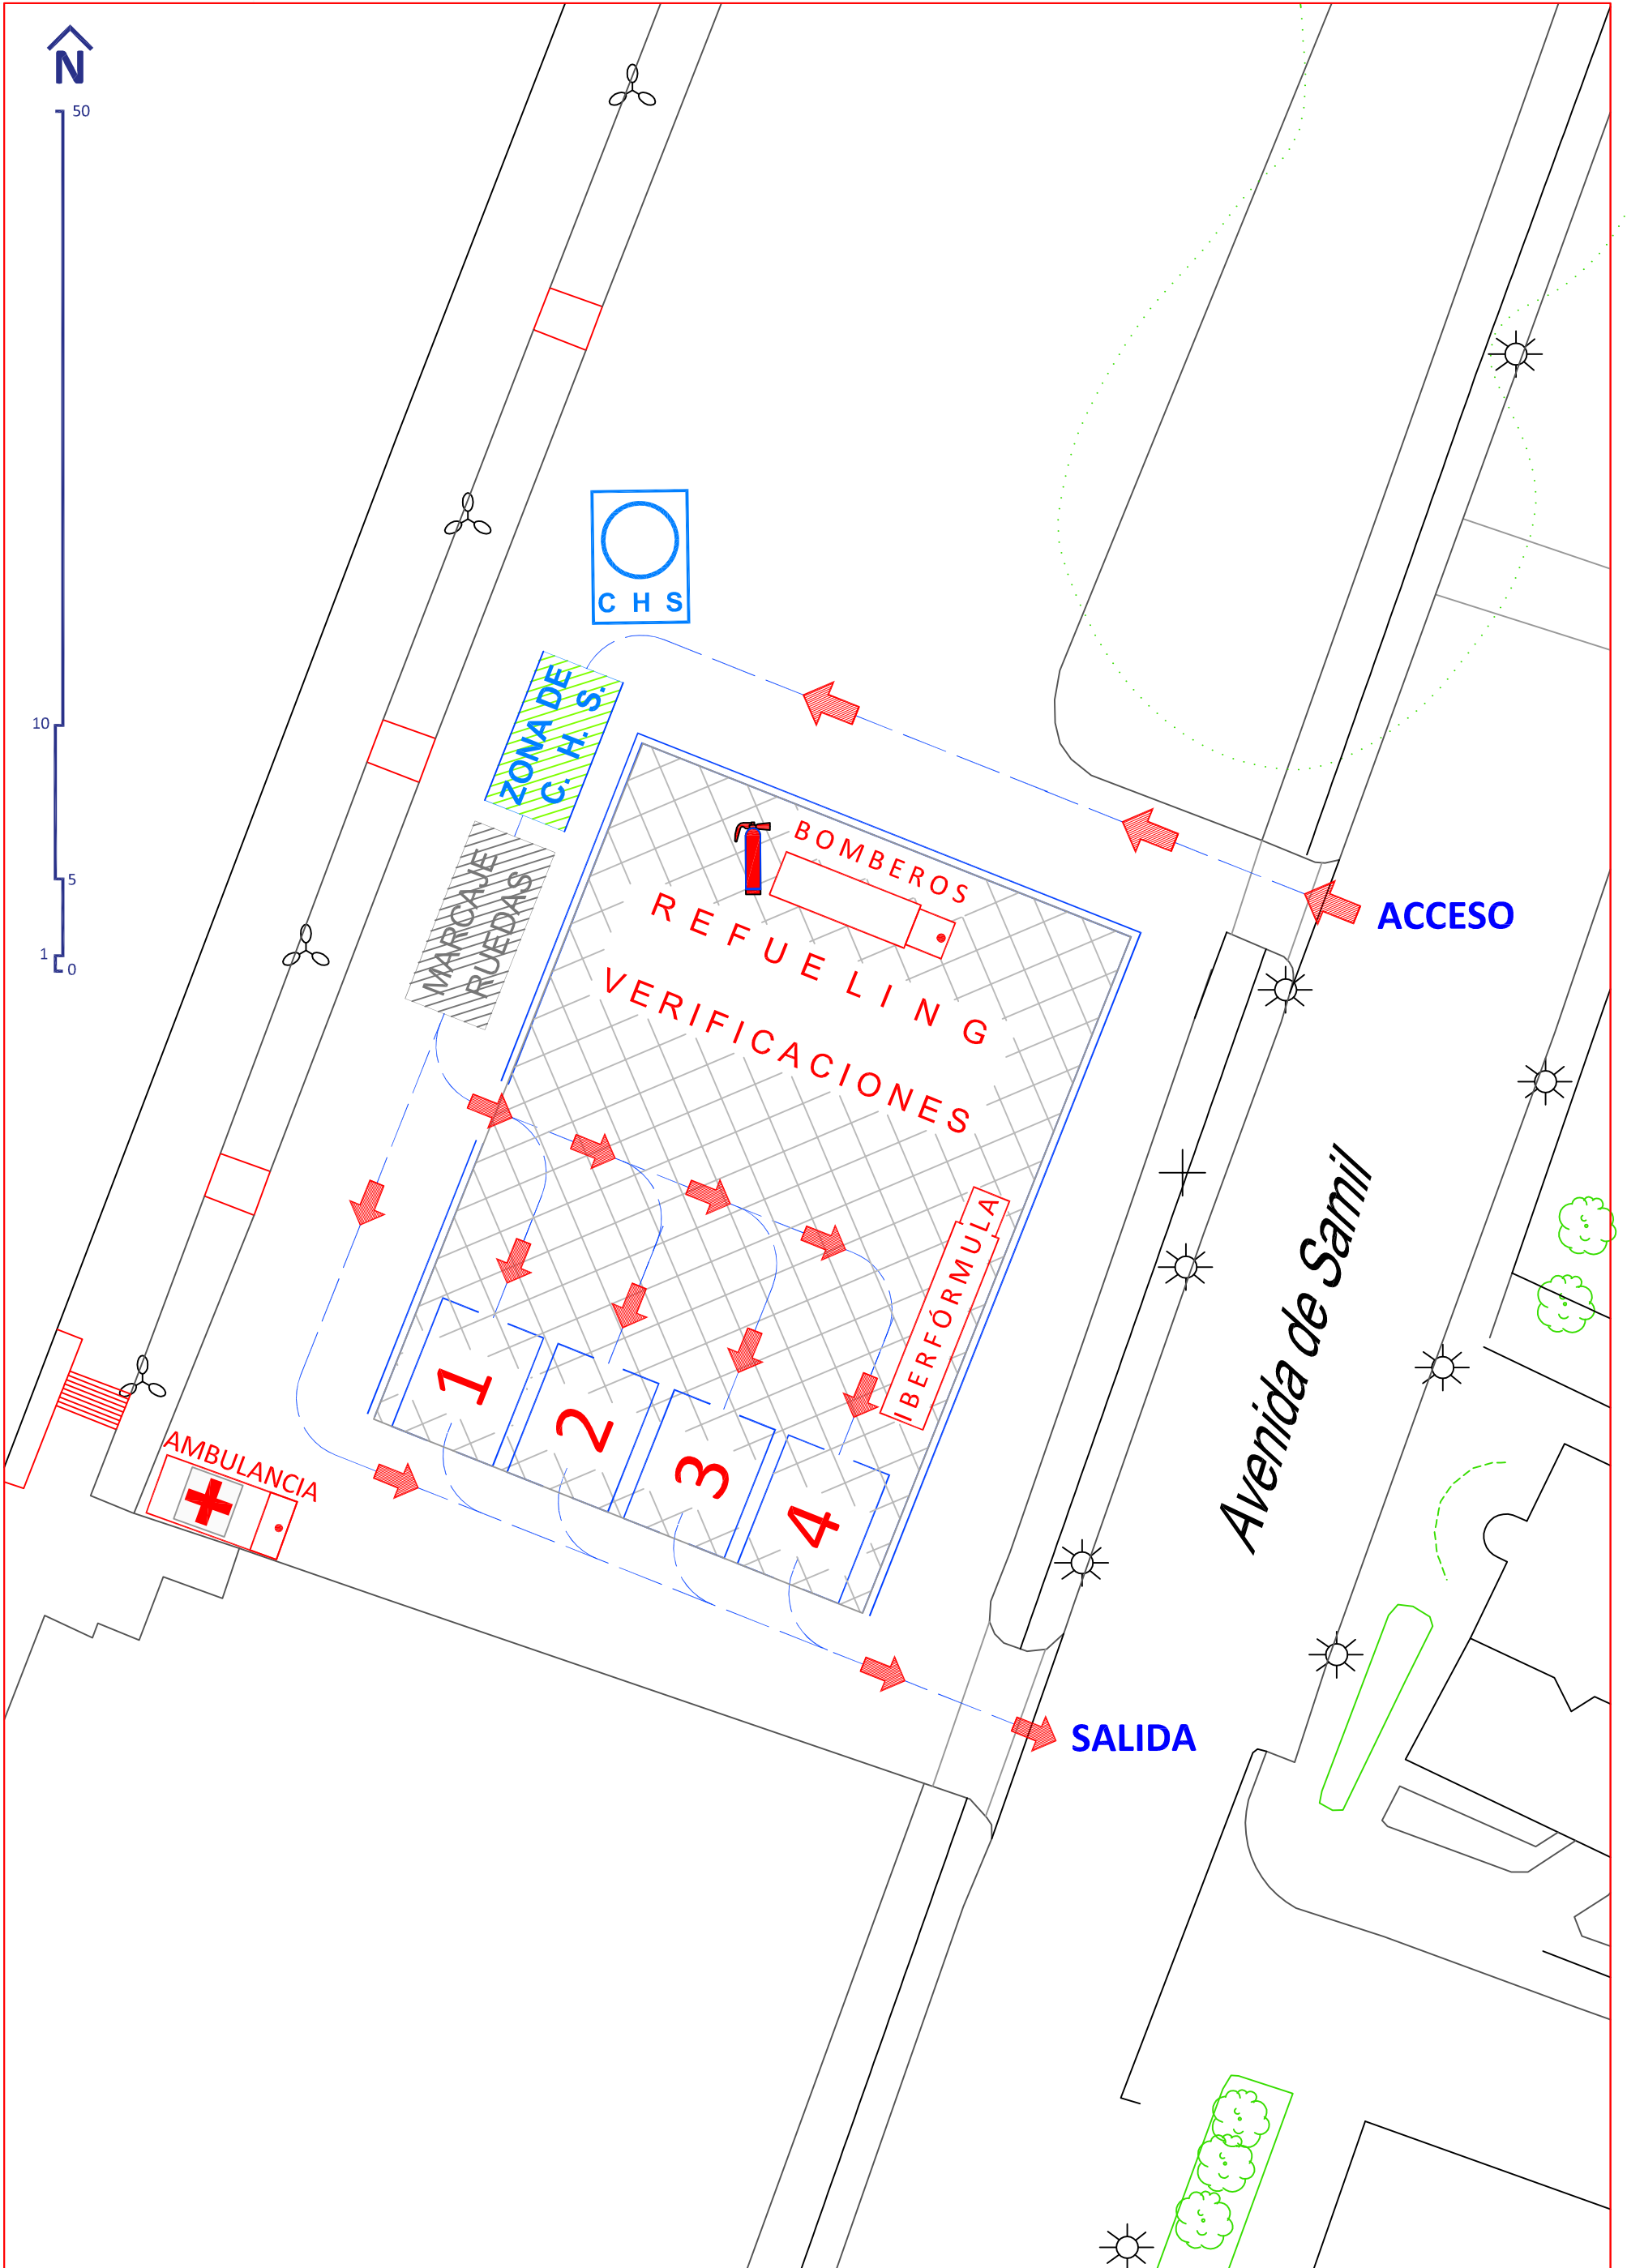 N
50
C H S
ZONA DE
C. H. S.
10
BOMBEROS
MARCAJE
RUEDAS
5
REFUELING
ACCESO
1
0
VERIFICACIONES
IBERFÓRMULA
Avenida de Samil
1
2
3
4
AMBULANCIA
SALIDA